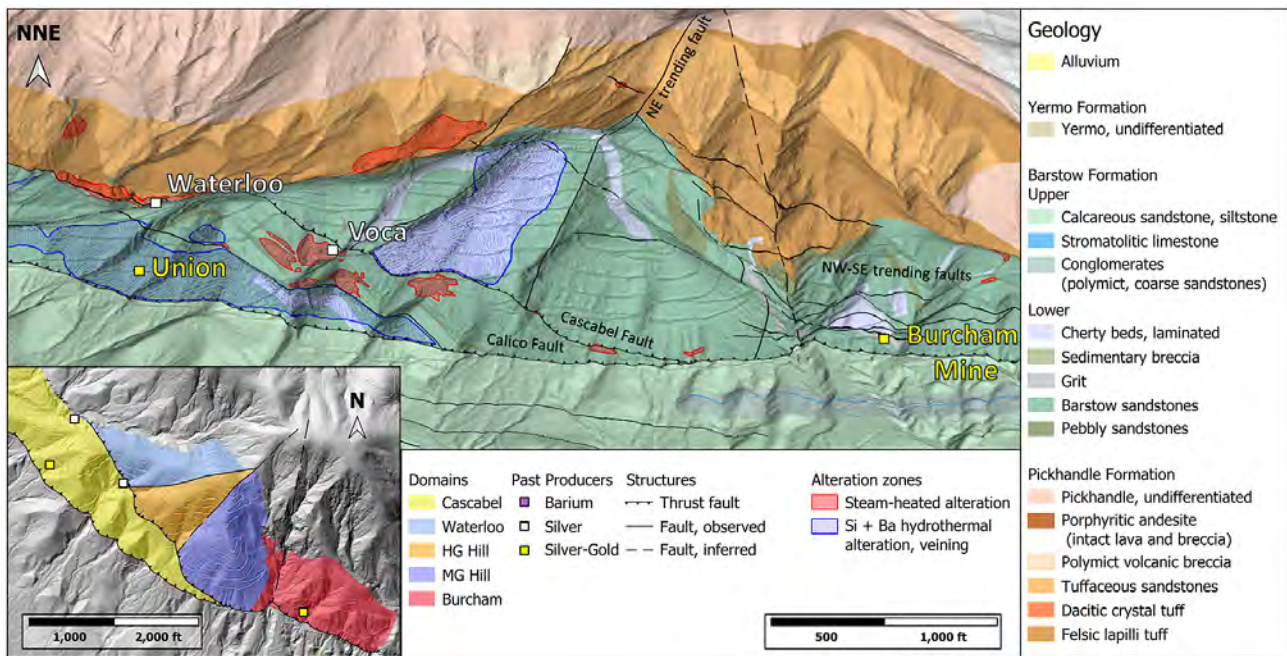 NNE
NE trending fault
Waterloo
Voca
Union
NW-SE trending faults
Cascabel Fault
Calico Fault
Burcham
Mine
N
1,000
2,000 ft
Domains
Cascabel
Waterloo
HG Hill
MG Hill
Burcham
Past Producers
Barium
Silver
Silver-Gold
Structures
Thrust fault
Fault, observed
Fault, inferred
Alteration zones
Steam-heated alteration
Si + Ba hydrothermal
alteration, veining
500
1,000 ft
Geology
Alluvium
Yermo Formation
Yermo, undifferentiated
Barstow Formation
Upper
Calcareous sandstone, siltstone
Stromatolitic limestone
Conglomerates
(polymict, coarse sandstones)
Lower
Cherty beds, laminated
Sedimentary breccia
Grit
Barstow sandstones
Pebbly sandstones
Pickhandle Formation
Pickhandle, undifferentiated
Porphyritic andesite
(intact lava and breccia)
Polymict volcanic breccia
Tuffaceous sandstones
Dacitic crystal tuff
Felsic lapilli tuff